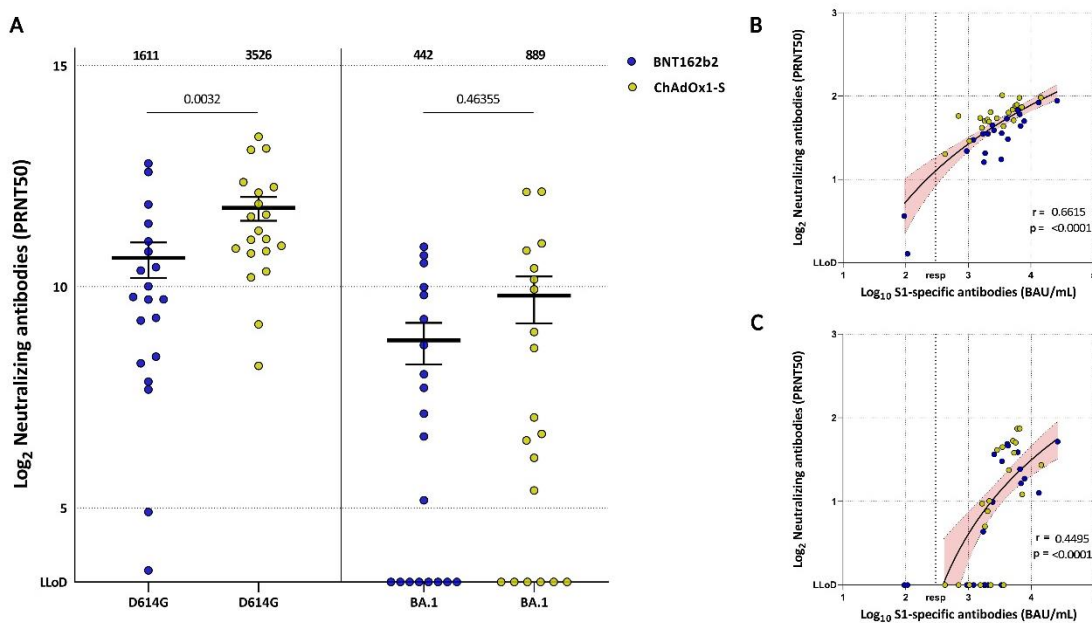 A
1611
3526
442
889
15
10
5
LLoD
0.0032
0.46355
Log2 Neutralizing antibodies (PRNT50)
D614G
D614G
BA.1
BA.1
BNT162b2
ChAdOx1-S
B
3
2
1
LLoD
Log2 Neutralizing antibodies (PRNT50)
r = 0.6615
p = <0.0001
1
2
resp
3
4
Log10 S1-specific antibodies (BAU/mL)
C
3
2
1
LLoD
Log2 Neutralizing antibodies (PRNT50)
r = 0.4495
p = <0.0001
1
2
resp
3
4
Log10 S1-specific antibodies (BAU/mL)